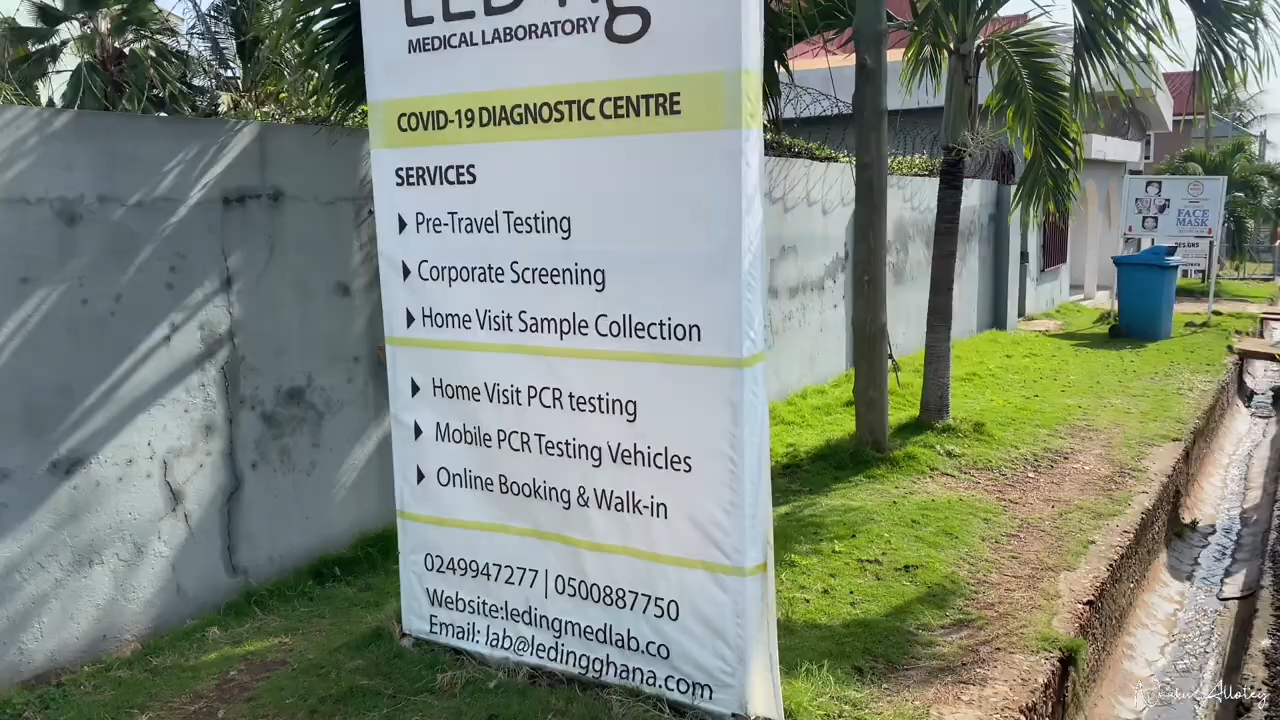 MEDICAL LABORATORY
COVID-19 DIAGNOSTIC CENTRE
SERVICES
Pre-Travel Testing
Corporate Screening
Home Visit Sample Collection
Home Visit PCR testing
Mobile PCR Testing Vehicles
Online Booking & Walk-in
0249947277 | 0500887750
Website:ledingmedlab.co
Email: lab@ledingghana.com
FACE
MASK
DESIGNS